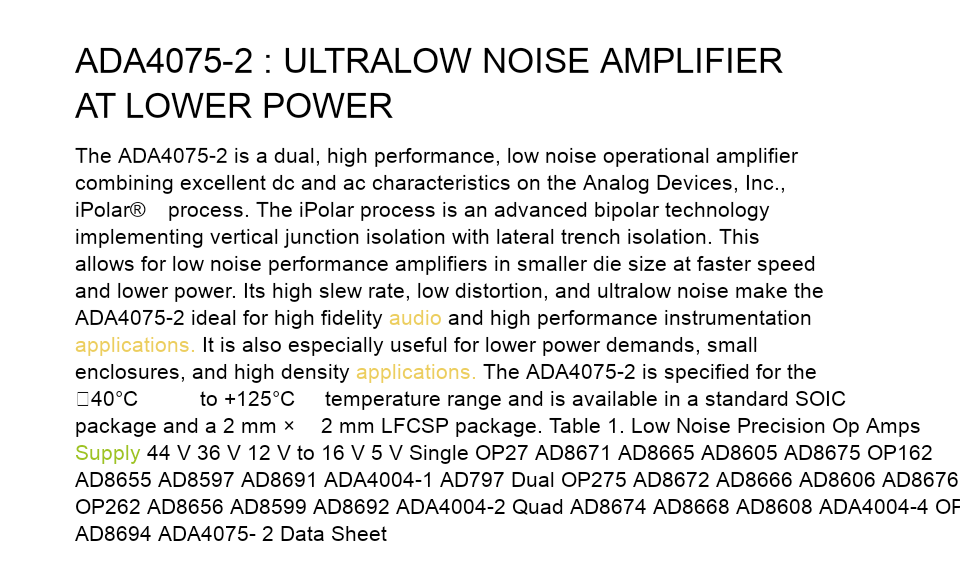 ADA4075-2 : ULTRALOW NOISE AMPLIFIER
AT LOWER POWER
The ADA4075-2 is a dual, high performance, low noise operational amplifier
combining excellent dc and ac characteristics on the Analog Devices, Inc.,
iPolar® process. The iPolar process is an advanced bipolar technology
implementing vertical junction isolation with lateral trench isolation. This
allows for low noise performance amplifiers in smaller die size at faster speed
and lower power. Its high slew rate, low distortion, and ultralow noise make the
ADA4075-2 ideal for high fidelity audio and high performance instrumentation
applications. It is also especially useful for lower power demands, small
enclosures, and high density applications. The ADA4075-2 is specified for the
□40°C to +125°C temperature range and is available in a standard SOIC
package and a 2 mm × 2 mm LFCSP package. Table 1. Low Noise Precision Op Amps
Supply 44 V 36 V 12 V to 16 V 5 V Single OP27 AD8671 AD8665 AD8605 AD8675 OP162
AD8655 AD8597 AD8691 ADA4004-1 AD797 Dual OP275 AD8672 AD8666 AD8606 AD8676
OP262 AD8656 AD8599 AD8692 ADA4004-2 Quad AD8674 AD8668 AD8608 ADA4004-4
AD8694 ADA4075- 2 Data Sheet